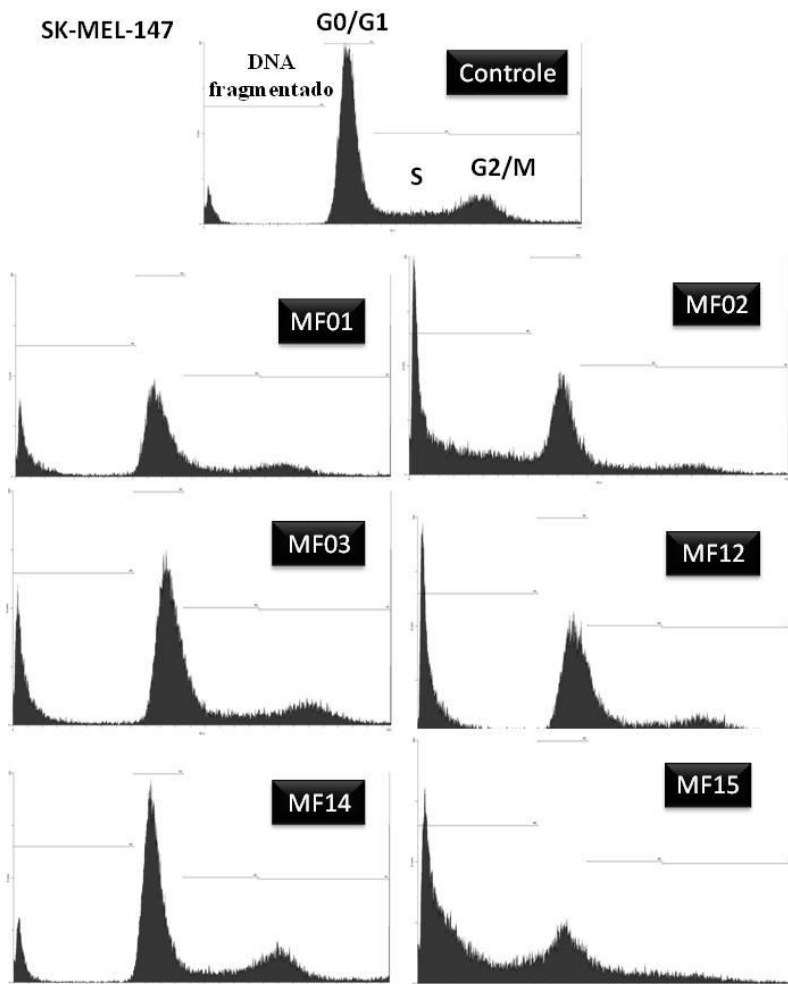 SK-MEL-147
G0/G1
DNA
fragmentado
Controle
S
G2/M
MF01
MF02
MF03
MF12
MF14
MF15